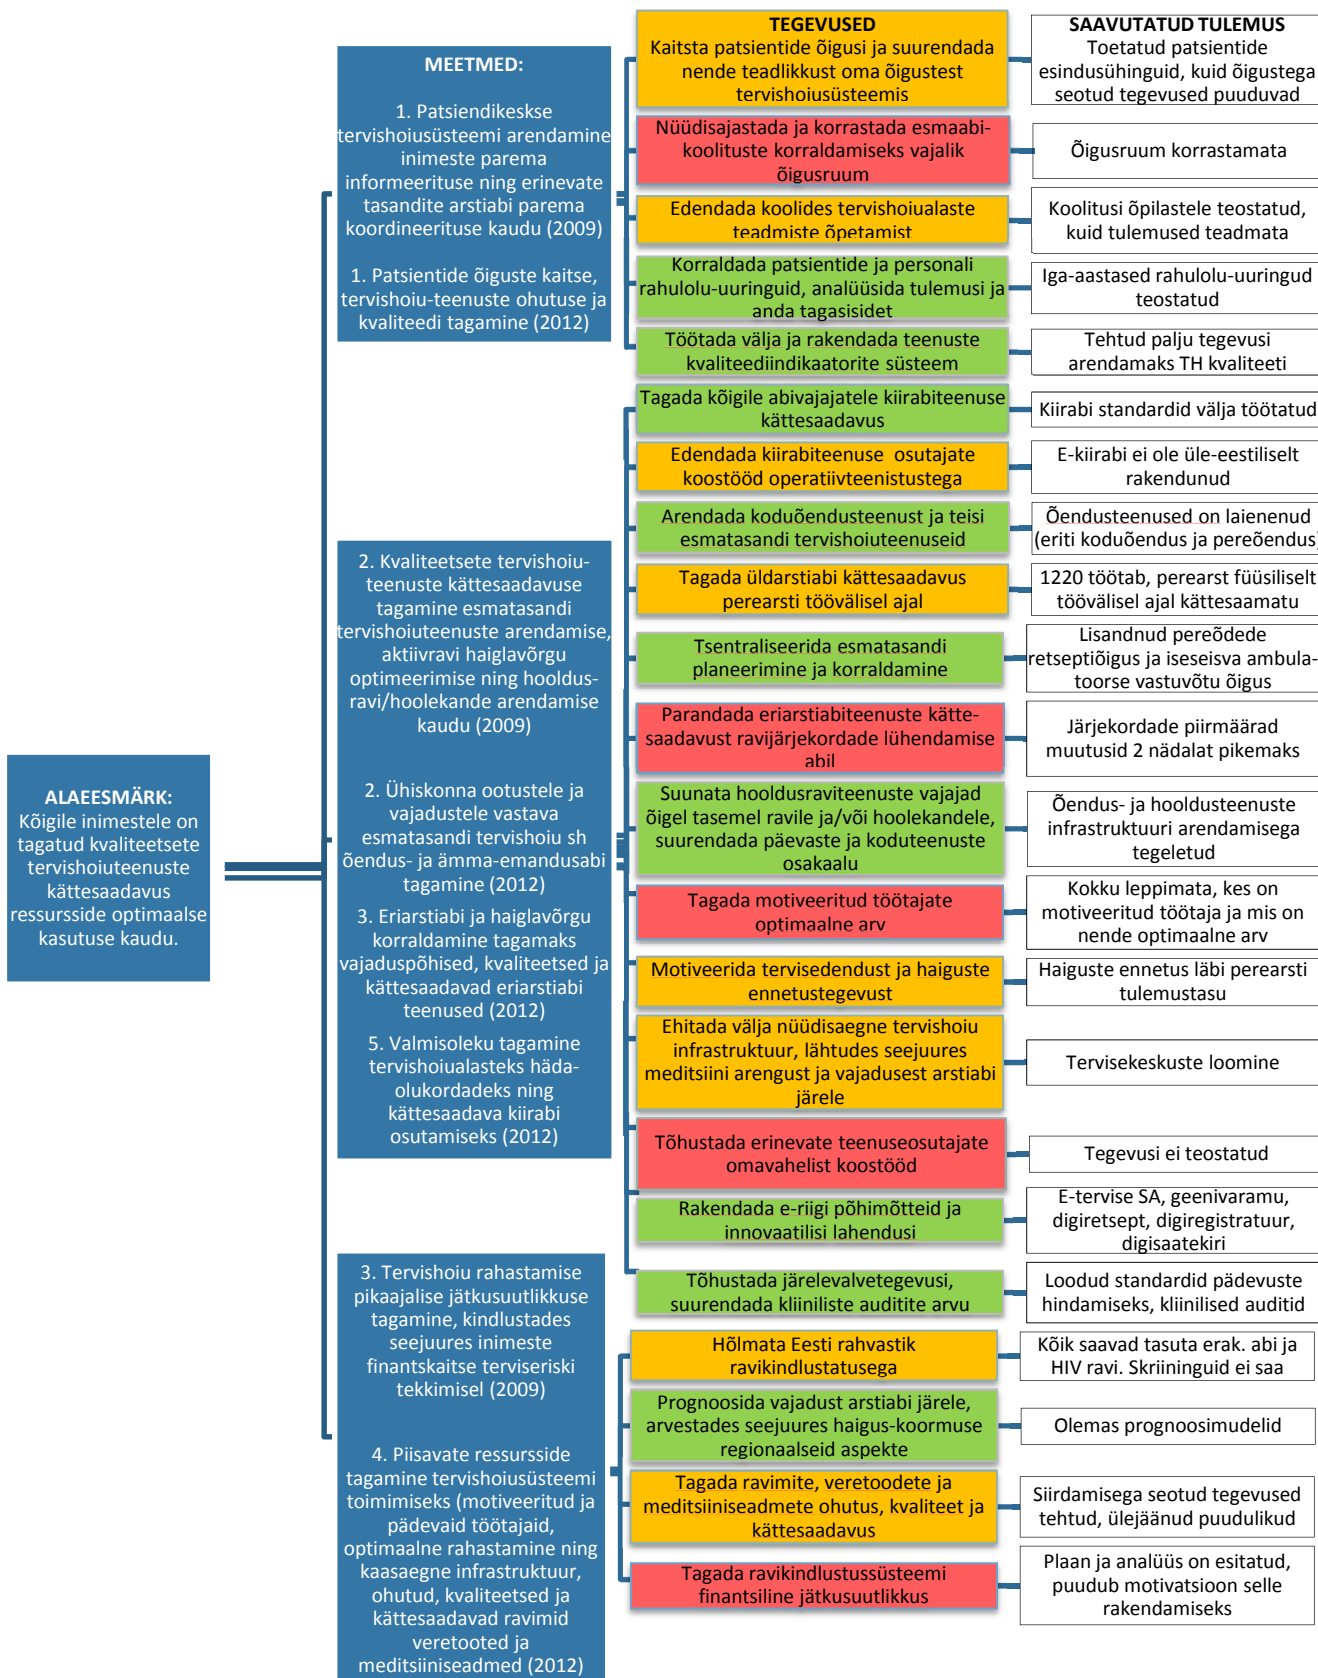 ALAEESMÄRK:
Kõigile inimestele on
tagatud kvaliteetsete
tervishoiuteenuste
kättesaadavus
ressursside optimaalse
kasutuse kaudu.
MEETMED:
1. Patsiendikeskse
tervishoiusüsteemi arendamine
inimeste parema
informeerituse ning erinevate
tasandite arstiabi parema
koordineerituse kaudu (2009)
1. Patsientide õiguste kaitse,
tervishoiu-teenuste ohutuse ja
kvaliteedi tagamine (2012)
2. Kvaliteetsete tervishoiu-
teenuste kättesaadavuse
tagamine esmatasandi
tervishoiuteenuste arendamise,
aktiivravi haiglavõrgu
optimeerimise ning hooldus-
ravi/hoolekande arendamise
kaudu (2009)
2. Ühiskonna ootustele ja
vajadustele vastava
esmatasandi tervishoiu sh
õendus- ja ämma-emandusabi
tagamine (2012)
3. Eriarstiabi ja haiglavõrgu
korraldamine tagamaks
vajaduspõhised, kvaliteetsed ja
kättesaadavad eriarstiabi
teenused (2012)
5. Valmisoleku tagamine
tervishoiualasteks häda-
olukordadeks ning
kättesaadava kiirabi
osutamiseks (2012)
3. Tervishoiu rahastamise
pikaajalise jätkusuutlikkuse
tagamine, kindlustades
seejuures inimeste
finantskaitse terviseriski
tekkimisel (2009)
4. Piisavate ressursside
tagamine tervishoiusüsteemi
toimimiseks (motiveeritud ja
pädevaid töötajaid,
optimaalne rahastamine ning
kaasaegne infrastruktuur,
ohutud, kvaliteetsed ja
kättesaadavad ravimid
veretooted ja
meditsiiniseadmed (2012)
TEGEVUSED
Kaitsta patsientide õigusi ja suurendada
nende teadlikkust oma õigustest
tervishoiusüsteemis
SAAVUTATUD TULEMUS
Toetatud patsientide
esindusühinguid, kuid õigustega
seotud tegevused puuduvad
Nüüdisajastada ja korrastada esmaabi-
koolituste korraldamiseks vajalik
õigusruum
Õigusruum korrastamata
Edendada koolides tervishoiualaste
teadmiste õpetamist
Koolitusi õpilastele teostatud,
kuid tulemused teadmata
Korraldada patsientide ja personali
rahulolu-uuringuid, analüüsida tulemusi ja
anda tagasisidet
Iga-aastased rahulolu-uuringud
teostatud
Töötada välja ja rakendada teenuste
kvaliteediindikaatorite süsteem
Tehtud palju tegevusi
arendamaks TH kvaliteeti
Tagada kõigile abivajajatele kiirabiteenuse
kättesaadavus
Kiirabi standardid välja töötatud
Edendada kiirabiteenuse  osutajate
koostööd operatiivteenistustega
E-kiirabi ei ole üle-eestiliselt
rakendunud
Arendada koduõendusteenust ja teisi
esmatasandi tervishoiuteenuseid
Õendusteenused on laienenud
(eriti koduõendus ja pereõendus)
Tagada üldarstiabi kättesaadavus
perearsti töövälisel ajal
1220 töötab, perearst füüsiliselt
töövälisel ajal kättesaamatu
Tsentraliseerida esmatasandi
planeerimine ja korraldamine
Lisandnud pereõdede
retseptiõigus ja iseseisva ambula-
toorse vastuvõtu õigus
Parandada eriarstiabiteenuste kätte-
saadavust ravijärjekordade lühendamise
abil
Järjekordade piirmäärad
muutusid 2 nädalat pikemaks
Suunata hooldusraviteenuste vajajad
õigel tasemel ravile ja/või hoolekandele,
suurendada päevaste ja koduteenuste
osakaalu
Õendus- ja hooldusteenuste
infrastruktuuri arendamisega
tegeletud
Tagada motiveeritud töötajate
optimaalne arv
Kokku leppimata, kes on
motiveeritud töötaja ja mis on
nende optimaalne arv
Motiveerida tervisedendust ja haiguste
ennetustegevust
Haiguste ennetus läbi perearsti
tulemustasu
Ehitada välja nüüdisaegne tervishoiu
infrastruktuur, lähtudes seejuures
meditsiini arengust ja vajadusest arstiabi
järele
Tervisekeskuste loomine
Tõhustada erinevate teenuseosutajate
omavahelist koostööd
Tegevusi ei teostatud
Rakendada e-riigi põhimõtteid ja
innovaatilisi lahendusi
E-tervise SA, geenivaramu,
digiretsept, digiregistratuur,
digisaatekiri
Tõhustada järelevalvetegevusi,
suurendada kliiniliste auditite arvu
Loodud standardid pädevuste
hindamiseks, kliinilised auditid
Hõlmata Eesti rahvastik
ravikindlustatusega
Kõik saavad tasuta erak. abi ja
HIV ravi. Skriininguid ei saa
Prognoosida vajadust arstiabi järele,
arvestades seejuures haigus-koormuse
regionaalseid aspekte
Olemas prognoosimudelid
Tagada ravimite, veretoodete ja
meditsiiniseadmete ohutus, kvaliteet ja
kättesaadavus
Siirdamisega seotud tegevused
tehtud, ülejäänud puudulikud
Tagada ravikindlustussüsteemi
finantsiline jätkusuutlikkus
Plaan ja analüüs on esitatud,
puudub motivatsioon selle
rakendamiseks